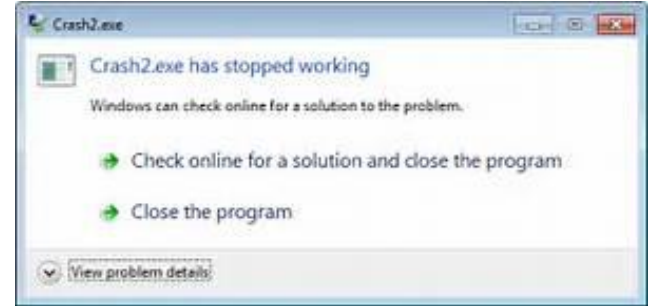 Crash2.exe
Crash2.exe has stopped working
Windows can check online for a solution to the problem.
Check online for a solution and close the program
Close the program
View problem details